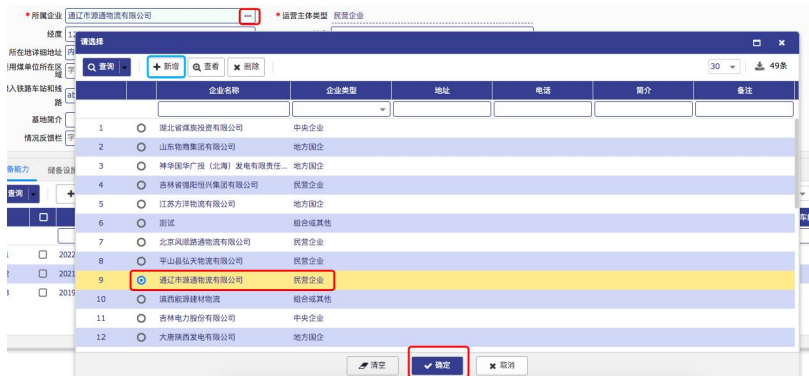 *所属企业 通辽市源通物流有限公司 ... *运营主体类型 民营企业
经度 12
所在地详细地址 内
用煤单位所在区域 字
入铁路车站和线路 ab
基地简介
情况反馈栏 字
请选择
查询 + 新增 查看 × 删除 30 49条
企业名称 企业类型 地址 电话 简介 备注
1 湖北省煤炭投资有限公司 中央企业
2 山东物商集团有限公司 地方国企
3 神华国华广投（北海）发电有限责任... 地方国企
4 吉林省德阳恒兴集团有限公司 民营企业
5 江苏方洋物流有限公司 地方国企
6 测试 组合或其他
7 北京风顺路通物流有限公司 民营企业
8 平山县弘天物流有限公司 民营企业
9 通辽市源通物流有限公司 民营企业
10 滇西能源建材物流 组合或其他
11 吉林电力股份有限公司 中央企业
12 大唐陕西发电有限公司 地方国企
清空 确定 × 取消
备能力 储备设施
查询 +
2022
2021
2019